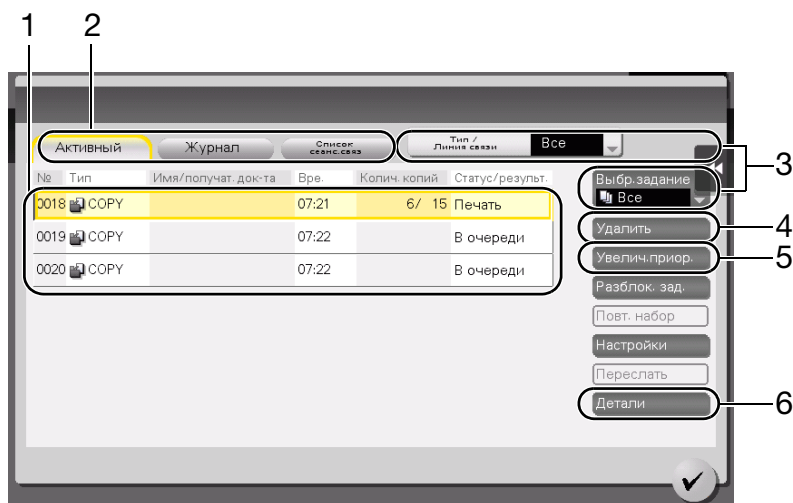 1 2
Активный Журнал Список сеанс.связ Тип / Линия связи Все
3
№ Тип Имя/получат.док-та Вре. Колич.копий Статус/результ.
Выбр.задание
Все
0018 COPY 07:21 6/ 15 Печать
Удалить 4
0019 COPY 07:22 В очереди
Увелич.приор. 5
0020 COPY 07:22 В очереди
Разблок. зад.
Повт. набор
Настройки
Переслать
Детали 6